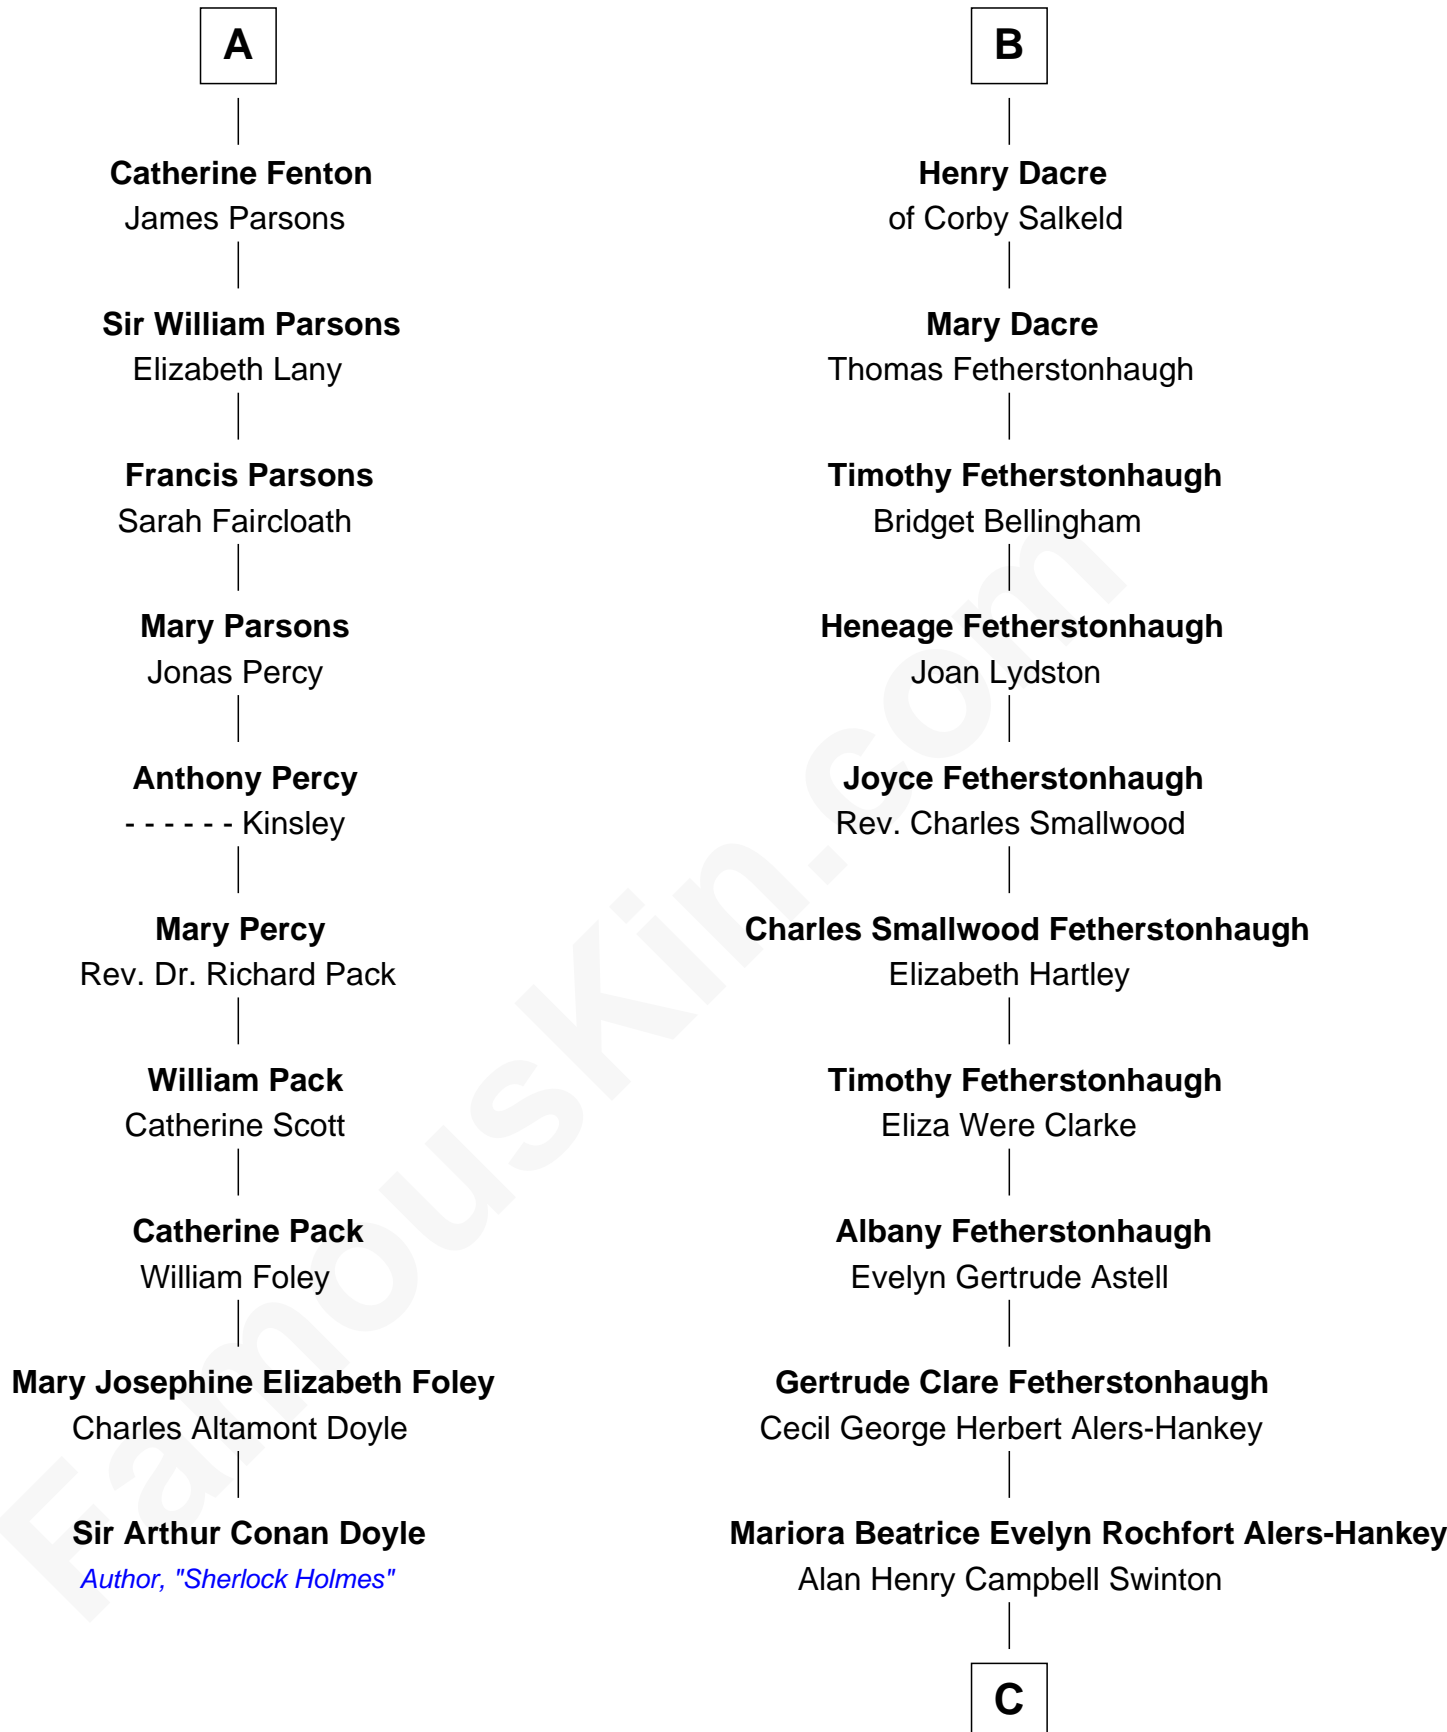 A
Catherine Fenton
James Parsons
Sir William Parsons
Elizabeth Lany
Francis Parsons
Sarah Faircloath
Mary Parsons
Jonas Percy
Anthony Percy
- - - - - - Kinsley
Mary Percy
Rev. Dr. Richard Pack
William Pack
Catherine Scott
Catherine Pack
William Foley
Mary Josephine Elizabeth Foley
Charles Altamont Doyle
Sir Arthur Conan Doyle
Author, "Sherlock Holmes"
B
Henry Dacre
of Corby Salkeld
Mary Dacre
Thomas Fetherstonhaugh
Timothy Fetherstonhaugh
Bridget Bellingham
Heneage Fetherstonhaugh
Joan Lydston
Joyce Fetherstonhaugh
Rev. Charles Smallwood
Charles Smallwood Fetherstonhaugh
Elizabeth Hartley
Timothy Fetherstonhaugh
Eliza Were Clarke
Albany Fetherstonhaugh
Evelyn Gertrude Astell
Gertrude Clare Fetherstonhaugh
Cecil George Herbert Alers-Hankey
Mariora Beatrice Evelyn Rochfort Alers-Hankey
Alan Henry Campbell Swinton
C
FamousKin.com